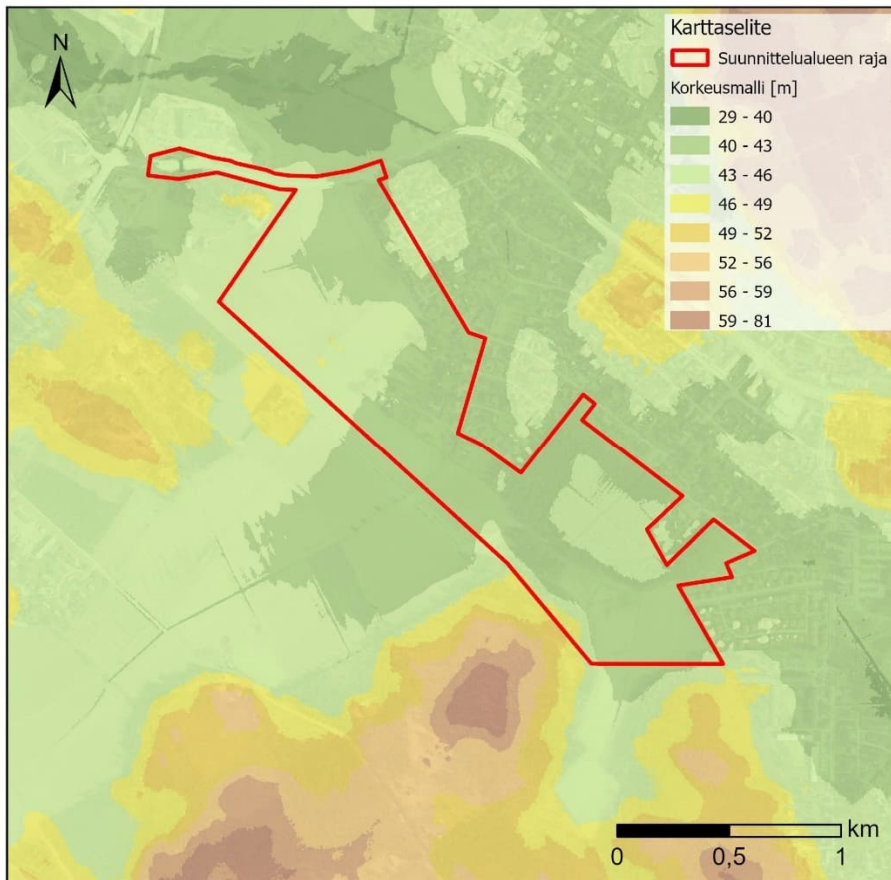 N
Karttaselite
Suunnittelualueen raja
Korkeusmalli [m]
29 - 40
40 - 43
43 - 46
46 - 49
49 - 52
52 - 56
56 - 59
59 - 81
km
0 0,5 1